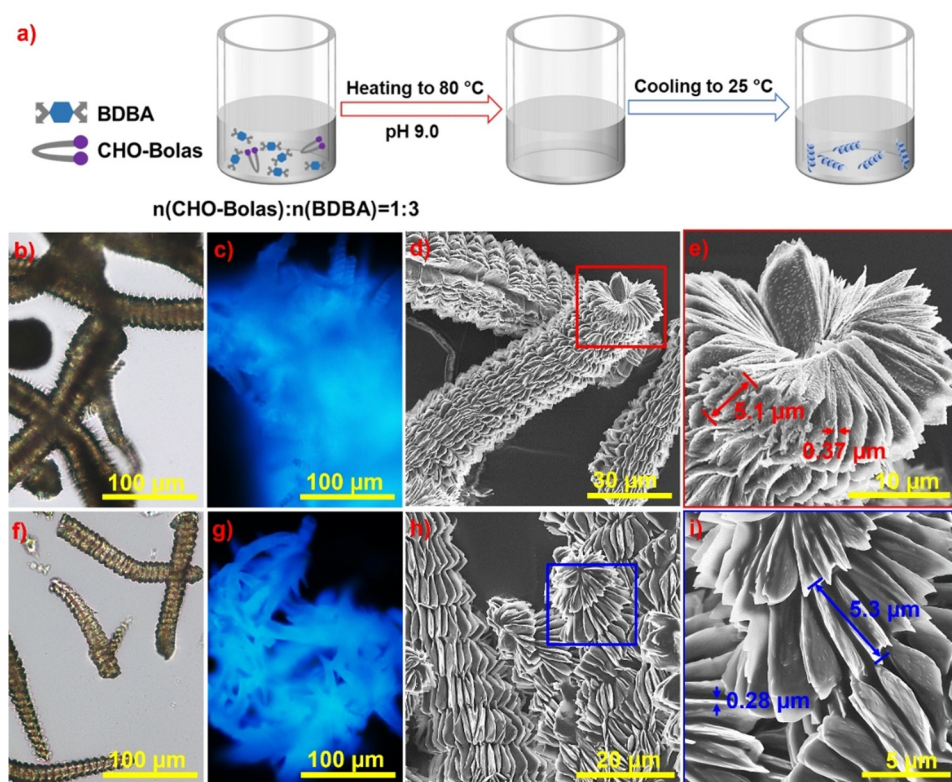 a)
BDBA
CHO-Bolas
Heating to 80 °C
pH 9.0
Cooling to 25 °C
n(CHO-Bolas):n(BDBA)=1:3
b)
100 µm
c)
100 µm
d)
30 µm
e)
5.1 µm
0.37 µm
10 µm
f)
100 µm
g)
100 µm
h)
20 µm
i)
5.3 µm
0.28 µm
5 µm